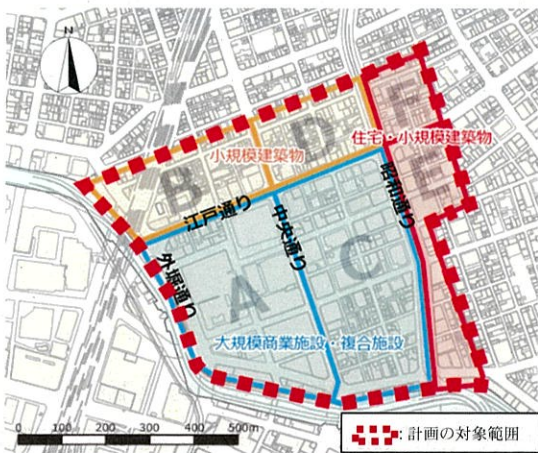 N
F
住宅・小規模建築物
D
小規模建築物
E
B
昭和通り
江戸通り
中央通り
外堀通り
C
A
大規模商業施設・複合施設
0 100 200 300 400 500m
:計画の対象範囲